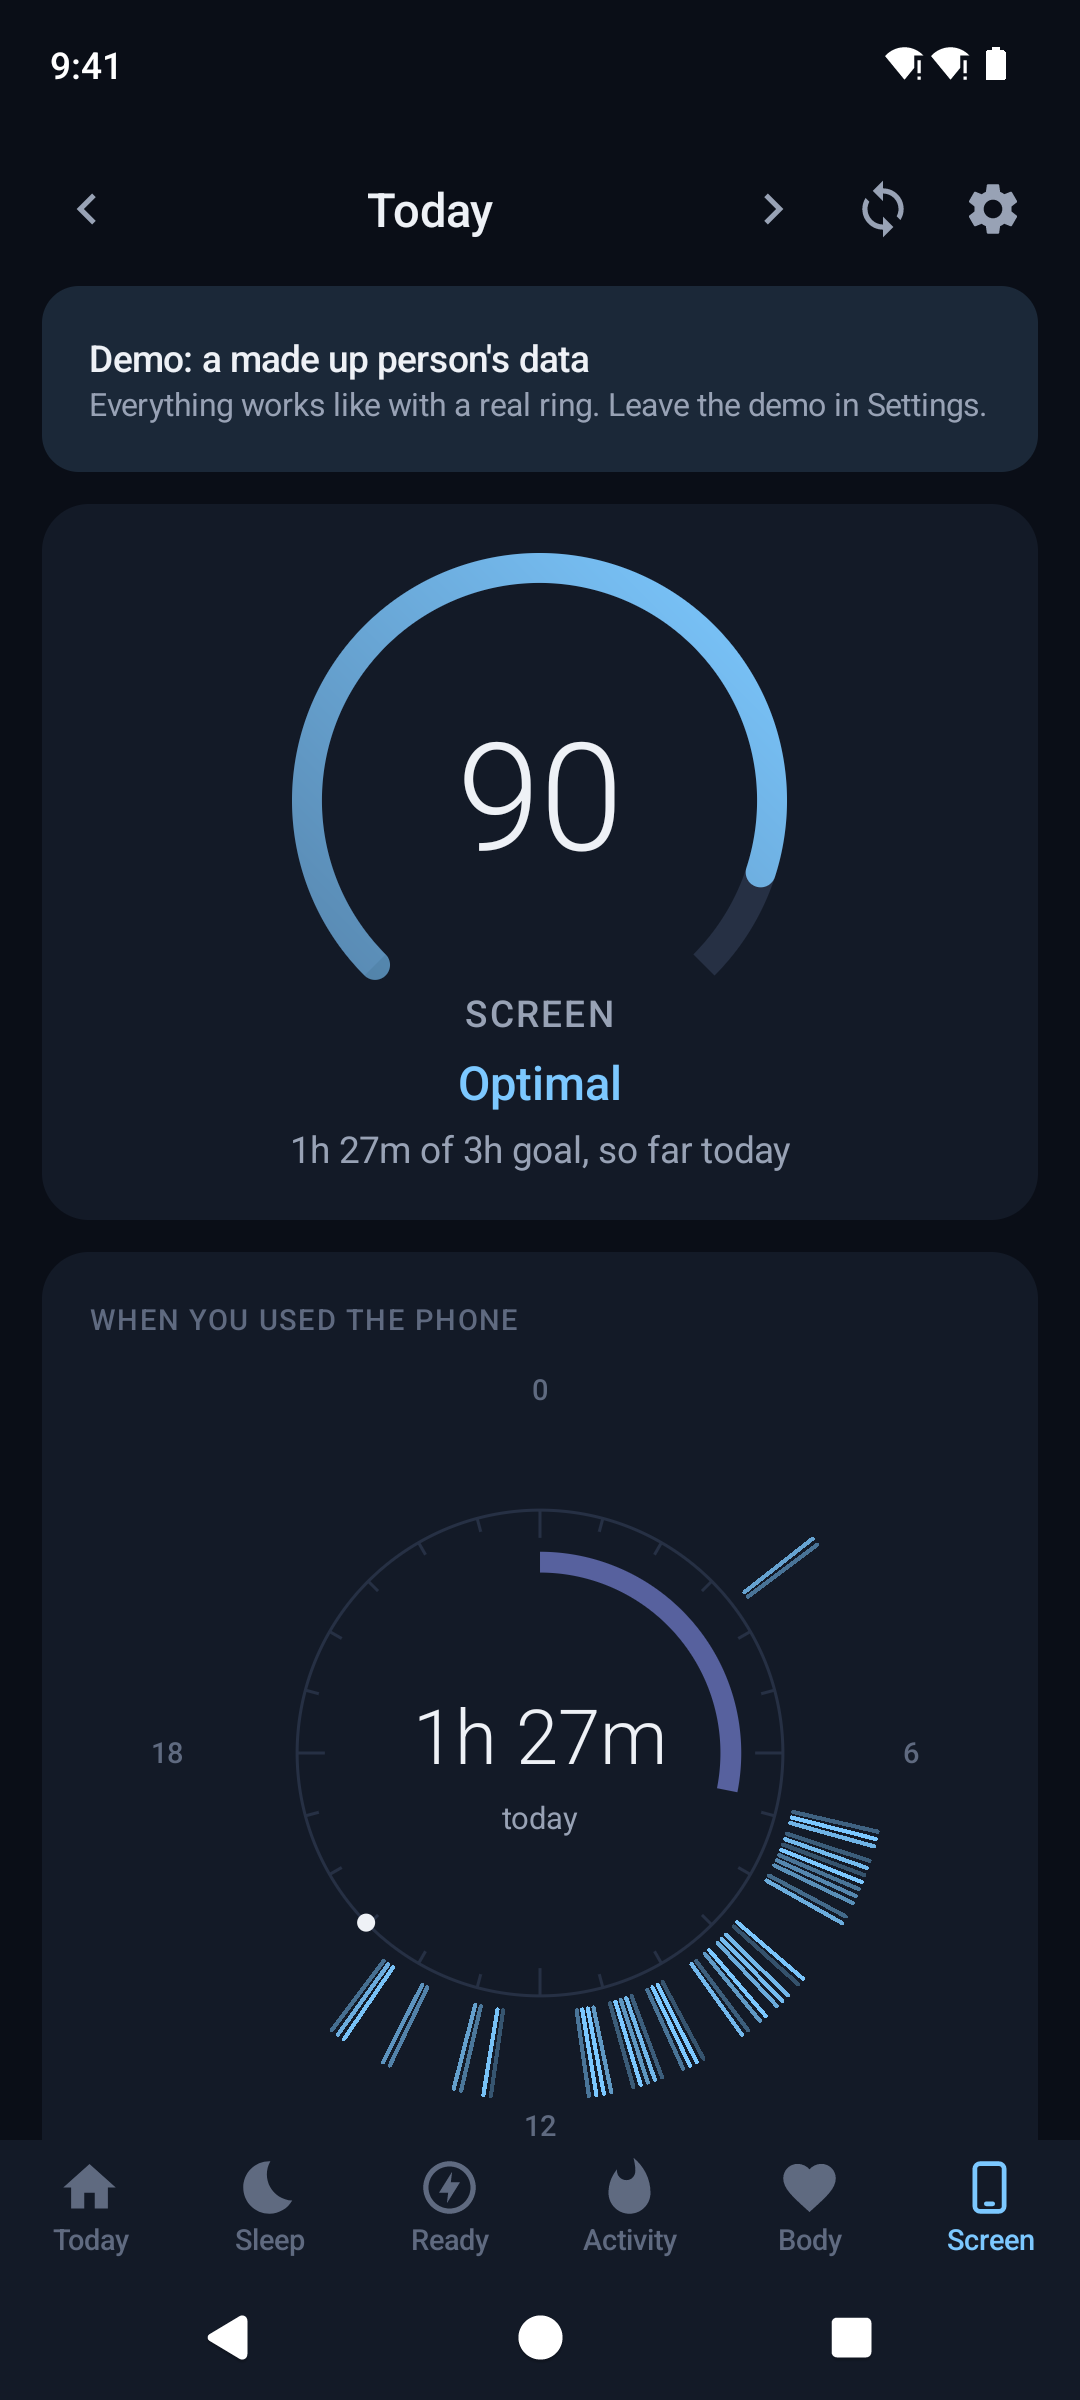 9:41
Today
Demo: a made up person's data
Everything works like with a real ring. Leave the demo in Settings.
90
SCREEN
Optimal
1h 27m of 3h goal, so far today
WHEN YOU USED THE PHONE
0
18
1h 27m
6
today
12
Today
Sleep
Ready
Activity
Body
Screen